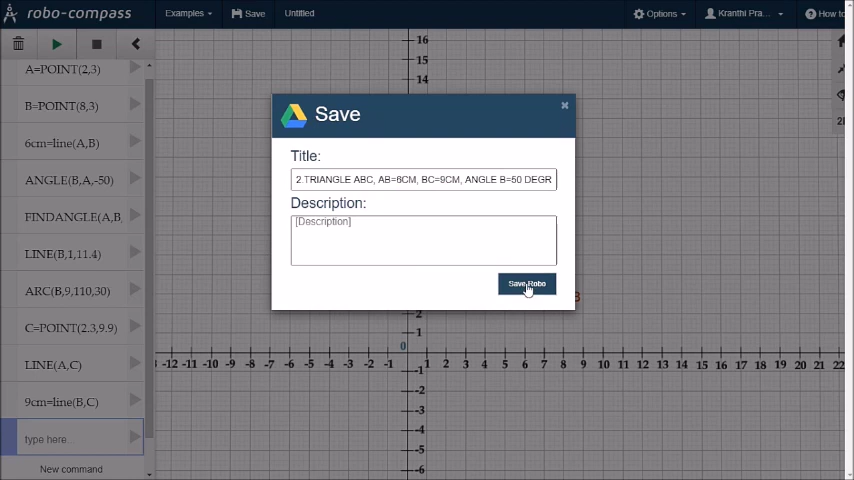 robo-compass Examples Save Untitled Options Kranthi Pra... How to
16
A=POINT(2,3)
15
14
B=POINT(8,3)
Save
6cm=line(A,B)
Title:
ANGLE(B,A,-50)
2.TRIANGLE ABC, AB=6CM, BC=9CM, ANGLE B=50 DEGR
Description:
FINDANGLE(A,B,
[Description]
LINE(B,1,11.4)
Save Robo
ARC(B,9,110,30)
B
2
C=POINT(2.3,9.9)
1
0
LINE(A,C)
-12 -11 -10 -9 -8 -7 -6 -5 -4 -3 -2 -1 1 2 3 4 5 6 7 8 9 10 11 12 13 14 15 16 17 18 19 20 21 22
-1
-2
9cm=line(B,C)
-3
-4
type here..
-5
New command
-6